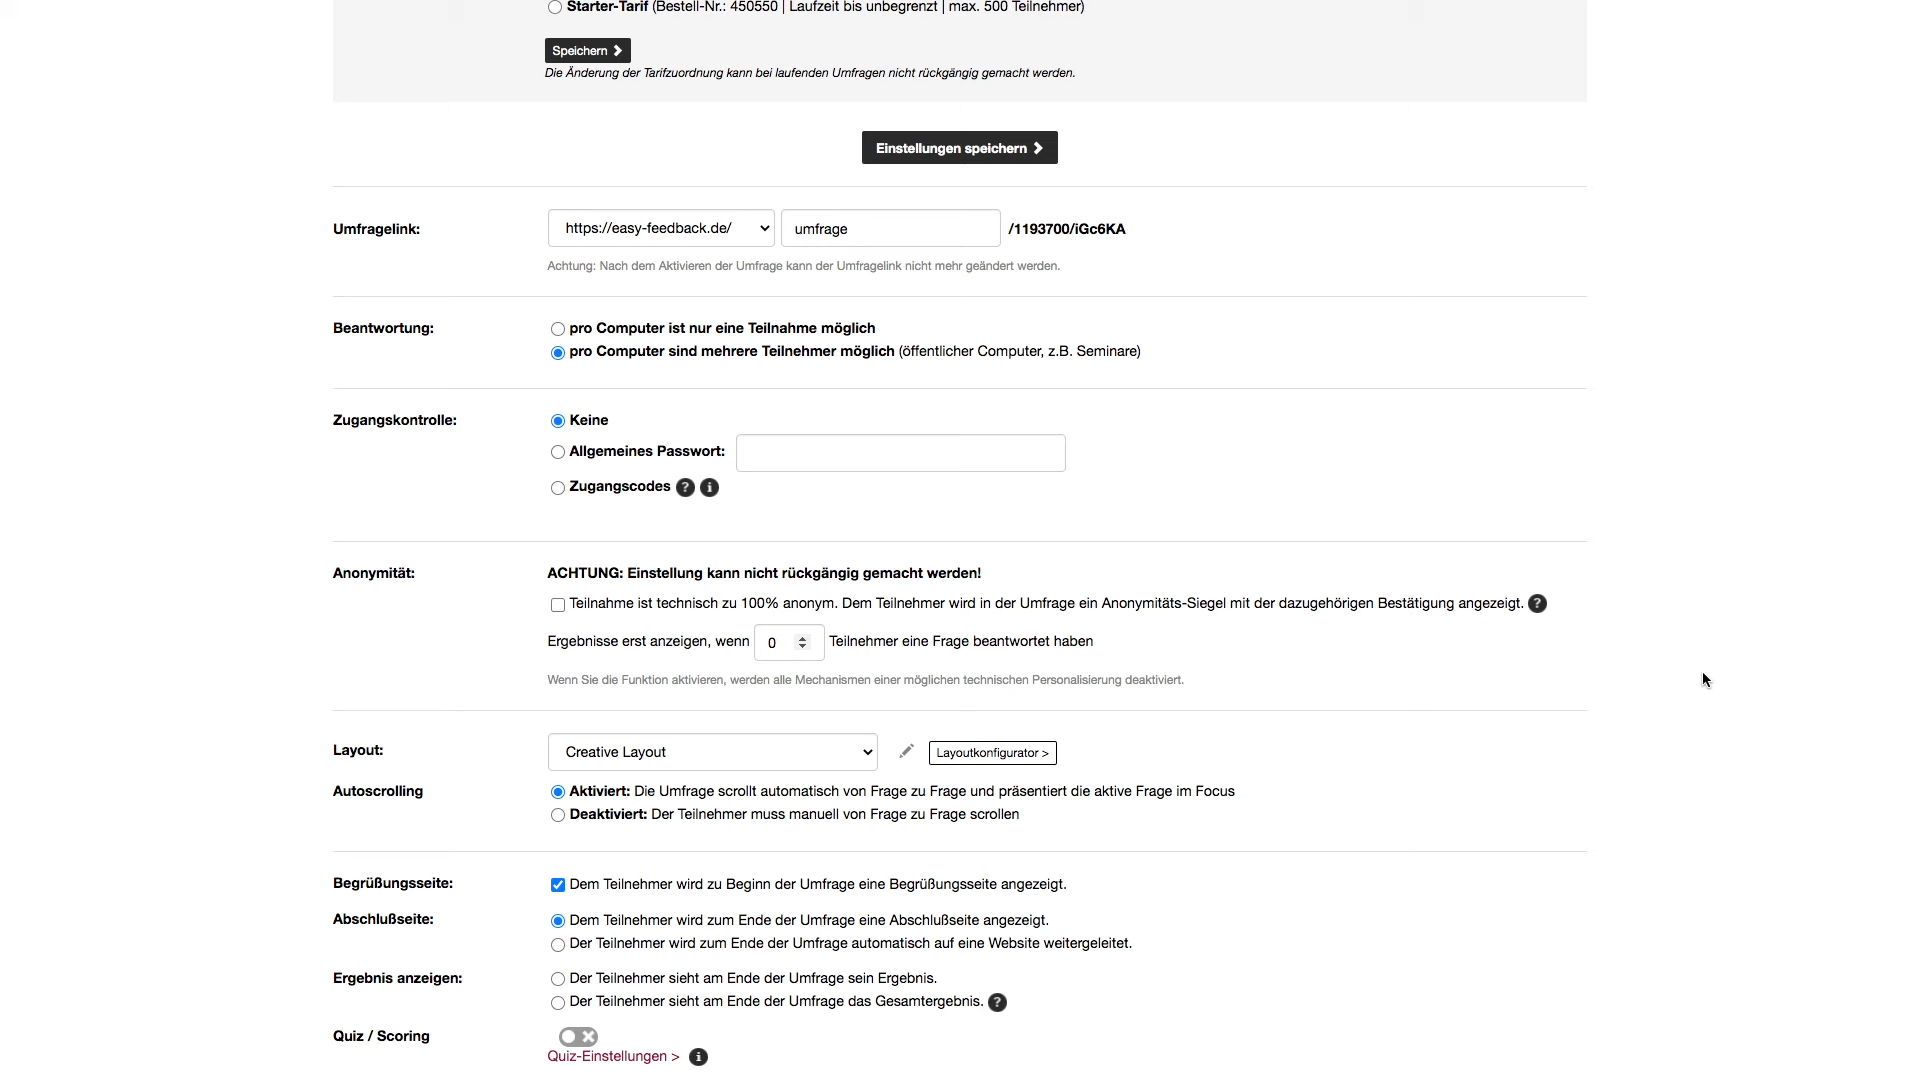 Starter-Tarif (Bestell-Nr.: 450550 | Laufzeit bis unbegrenzt | max. 500 Teilnehmer)
Speichern
Die Änderung der Tarifzuordnung kann bei laufenden Umfragen nicht rückgängig gemacht werden.
Einstellungen speichern
Umfragelink: https://easy-feedback.de/ umfrage /1193700/iGc6KA
Achtung: Nach dem Aktivieren der Umfrage kann der Umfragelink nicht mehr geändert werden.
Beantwortung: pro Computer ist nur eine Teilnahme möglich
pro Computer sind mehrere Teilnehmer möglich (öffentlicher Computer, z.B. Seminare)
Zugangskontrolle: Keine
Allgemeines Passwort:
Zugangscodes ? i
Anonymität: ACHTUNG: Einstellung kann nicht rückgängig gemacht werden!
Teilnahme ist technisch zu 100% anonym. Dem Teilnehmer wird in der Umfrage ein Anonymitäts-Siegel mit der dazugehörigen Bestätigung angezeigt. ?
Ergebnisse erst anzeigen, wenn 0 Teilnehmer eine Frage beantwortet haben
Wenn Sie die Funktion aktivieren, werden alle Mechanismen einer möglichen technischen Personalisierung deaktiviert.
Layout: Creative Layout Layoutkonfigurator >
Autoscrolling Aktiviert: Die Umfrage scrollt automatisch von Frage zu Frage und präsentiert die aktive Frage im Focus
Deaktiviert: Der Teilnehmer muss manuell von Frage zu Frage scrollen
Begrüßungsseite: Dem Teilnehmer wird zu Beginn der Umfrage eine Begrüßungsseite angezeigt.
Abschlußseite: Dem Teilnehmer wird zum Ende der Umfrage eine Abschlußseite angezeigt.
Der Teilnehmer wird zum Ende der Umfrage automatisch auf eine Website weitergeleitet.
Ergebnis anzeigen: Der Teilnehmer sieht am Ende der Umfrage sein Ergebnis.
Der Teilnehmer sieht am Ende der Umfrage das Gesamtergebnis. ?
Quiz / Scoring
Quiz-Einstellungen > i